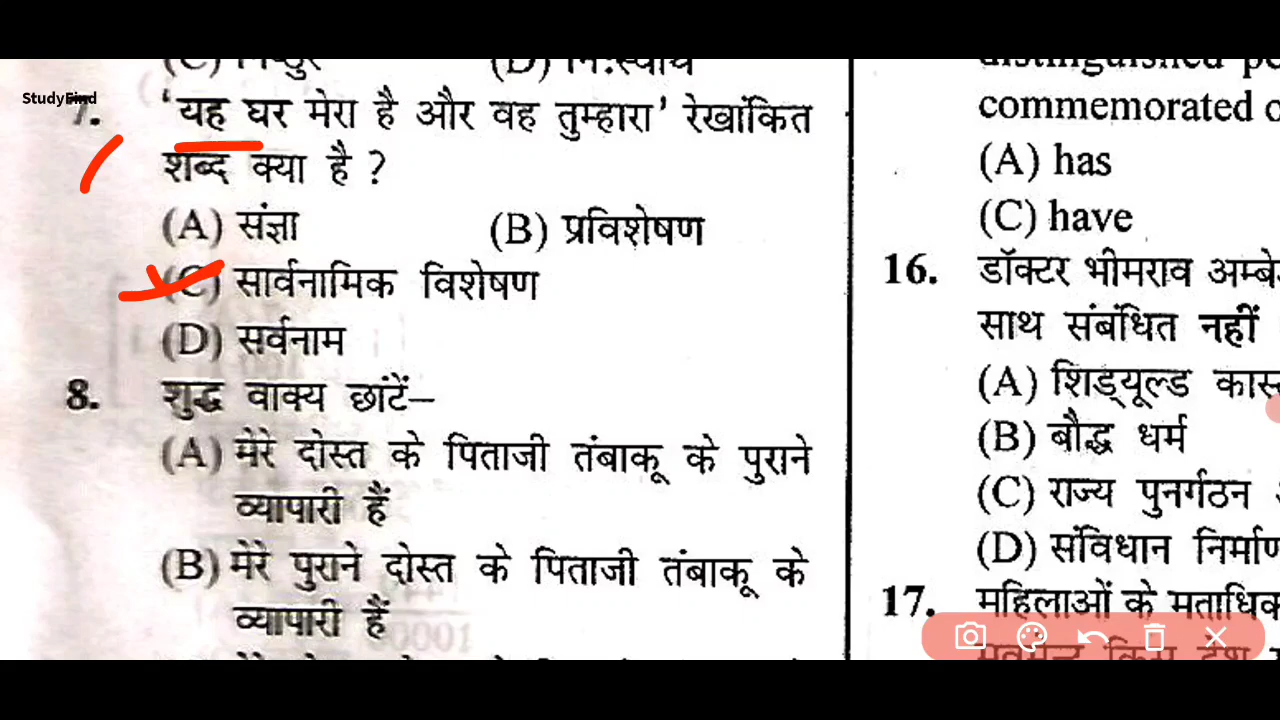 (C) निष्ठुर (D) निःस्वार्थ
StudyFind
7. 'यह घर मेरा है और वह तुम्हारा' रेखांकित
शब्द क्या है ?
(A) संज्ञा (B) प्रविशेषण
(C) सार्वनामिक विशेषण
(D) सर्वनाम
8. शुद्ध वाक्य छांटें–
(A) मेरे दोस्त के पिताजी तंबाकू के पुराने
व्यापारी हैं
(B) मेरे पुराने दोस्त के पिताजी तंबाकू के
व्यापारी हैं
commemorated
(A) has
(C) have
16. डॉक्टर भीमराव
साथ संबंधित नहीं
(A) शिड्यूल्ड
(B) बौद्ध धर्म
(C) राज्य पुनर्गठन
(D) संविधान
17. महिलाओं के